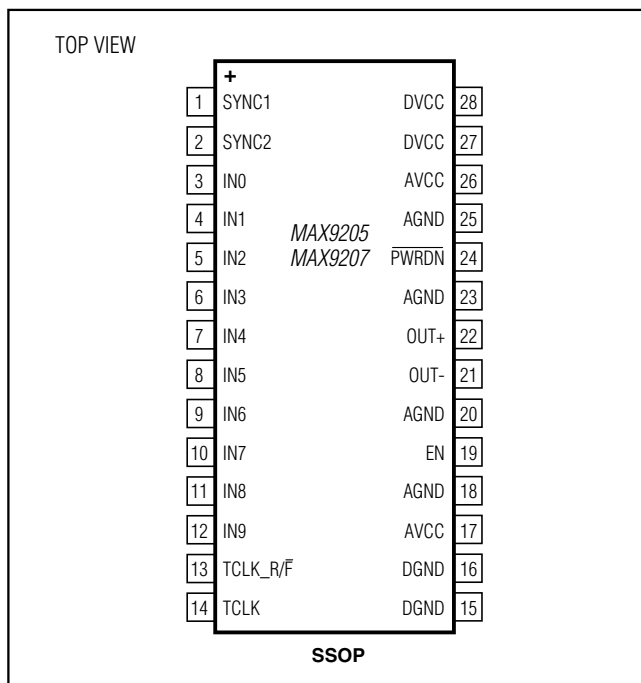 TOP VIEW
+
1 SYNC1 DVCC 28
2 SYNC2 DVCC 27
3 IN0 AVCC 26
4 IN1 AGND 25
MAX9205
5 IN2 MAX9207 P̅W̅R̅D̅N̅ 24
6 IN3 AGND 23
7 IN4 OUT+ 22
8 IN5 OUT- 21
9 IN6 AGND 20
10 IN7 EN 19
11 IN8 AGND 18
12 IN9 AVCC 17
13 TCLK_R/F̅ DGND 16
14 TCLK DGND 15
SSOP